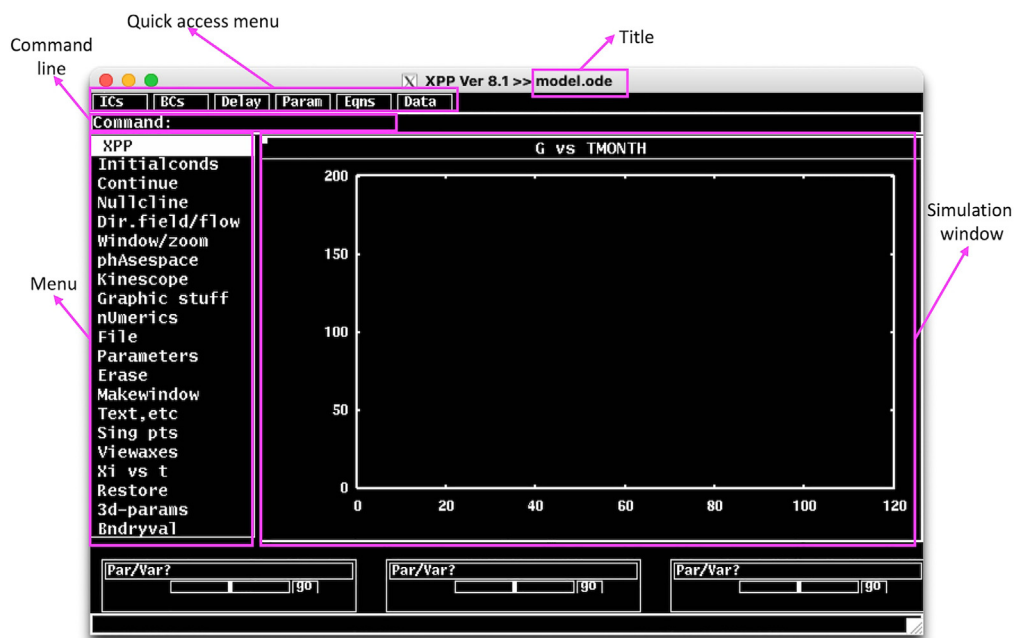 Quick access menu
Command
line
Title
X XPP Ver 8.1 >> model.ode
ICs BCs Delay Param Eqns Data
Command:
XPP
Initialconds
Continue
Nullcline
Dir.field/flow
Window/zoom
phAsespace
Kinescope
Graphic stuff
nUmerics
File
Parameters
Erase
Makewindow
Text,etc
Sing pts
Viewaxes
Xi vs t
Restore
3d-params
Bndryval
Menu
G vs TMONTH
200
150
100
50
0
0 20 40 60 80 100 120
Simulation
window
Par/Var? Par/Var? Par/Var?
go go go